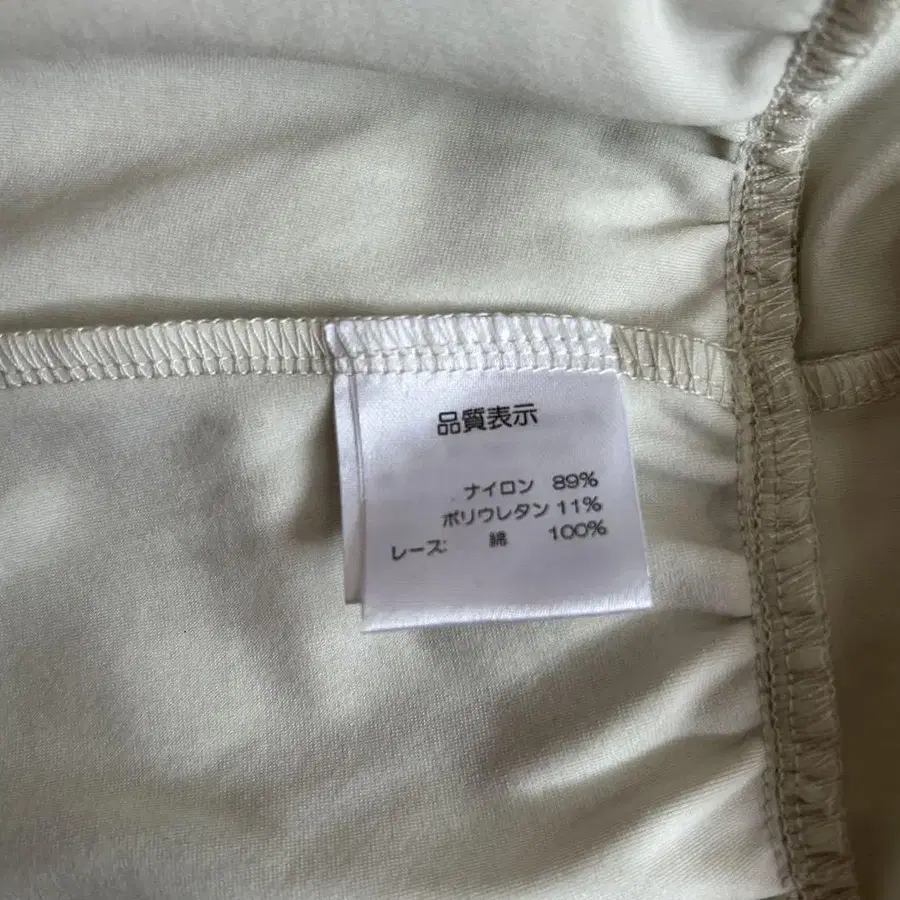 品質表示
ナイロン 89%
ポリウレタン 11%
レース: 綿 100%